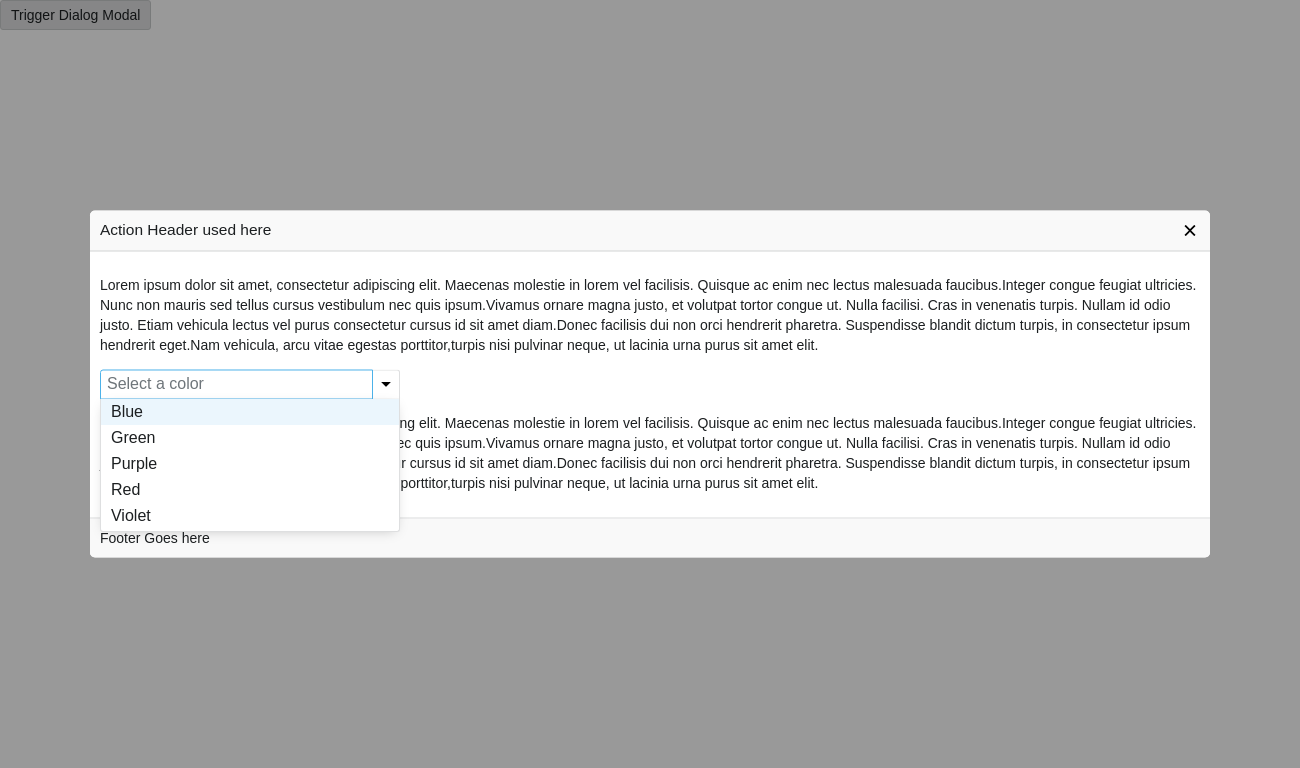 Trigger Dialog Modal
Action Header used here
Lorem ipsum dolor sit amet, consectetur adipiscing elit. Maecenas molestie in lorem vel facilisis. Quisque ac enim nec lectus malesuada faucibus.Integer congue feugiat ultricies.
Nunc non mauris sed tellus cursus vestibulum nec quis ipsum.Vivamus ornare magna justo, et volutpat tortor congue ut. Nulla facilisi. Cras in venenatis turpis. Nullam id odio
justo. Etiam vehicula lectus vel purus consectetur cursus id sit amet diam.Donec facilisis dui non orci hendrerit pharetra. Suspendisse blandit dictum turpis, in consectetur ipsum
hendrerit eget.Nam vehicula, arcu vitae egestas porttitor,turpis nisi pulvinar neque, ut lacinia urna purus sit amet elit.
Select a color
Blue
Green
Purple
Red
Violet
elit. Maecenas molestie in lorem vel facilisis. Quisque ac enim nec lectus malesuada faucibus.Integer congue feugiat ultricies.
quis ipsum.Vivamus ornare magna justo, et volutpat tortor congue ut. Nulla facilisi. Cras in venenatis turpis. Nullam id odio
cursus id sit amet diam.Donec facilisis dui non orci hendrerit pharetra. Suspendisse blandit dictum turpis, in consectetur ipsum
porttitor,turpis nisi pulvinar neque, ut lacinia urna purus sit amet elit.
Footer Goes here